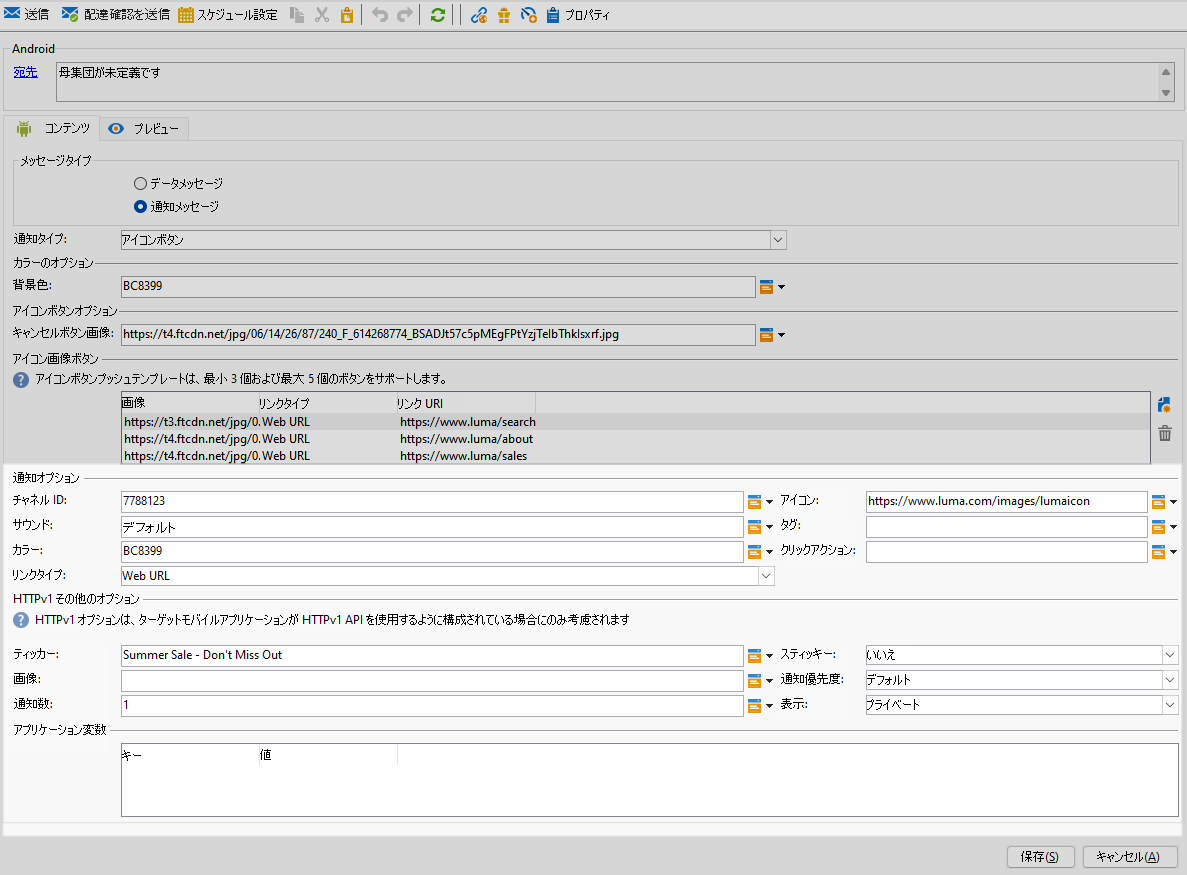 送信 配達確認を送信 スケジュール設定 プロパティ
Android
宛先 母集団が未定義です
コンテンツ プレビュー
メッセージタイプ
データメッセージ
通知メッセージ
通知タイプ: アイコンボタン
カラーのオプション
背景色: BC8399
アイコンボタンオプション
キャンセルボタン画像: https://t4.ftcdn.net/jpg/06/14/26/87/240_F_614268774_BSADJt57c5pMEgFPtYzjTelbThklsxrf.jpg
アイコン画像ボタン
アイコンボタンプッシュテンプレートは、最小 3 個および最大 5 個のボタンをサポートします。
画像 リンクタイプ リンク URI
https://t3.ftcdn.net/jpg/0. Web URL https://www.luma/search
https://t4.ftcdn.net/jpg/0. Web URL https://www.luma/about
https://t4.ftcdn.net/jpg/0. Web URL https://www.luma/sales
通知オプション
チャネル ID: 7788123 アイコン: https://www.luma.com/images/lumaicon
サウンド: デフォルト タグ:
カラー: BC8399 クリックアクション:
リンクタイプ: Web URL
HTTPv1 その他のオプション
HTTPv1 オプションは、ターゲットモバイルアプリケーションが HTTPv1 API を使用するように構成されている場合にのみ考慮されます
ティッカー: Summer Sale - Don't Miss Out スティッキー: いいえ
画像: 通知優先度: デフォルト
通知数: 1 表示: プライベート
アプリケーション変数
キー 値
保存(S) キャンセル(A)